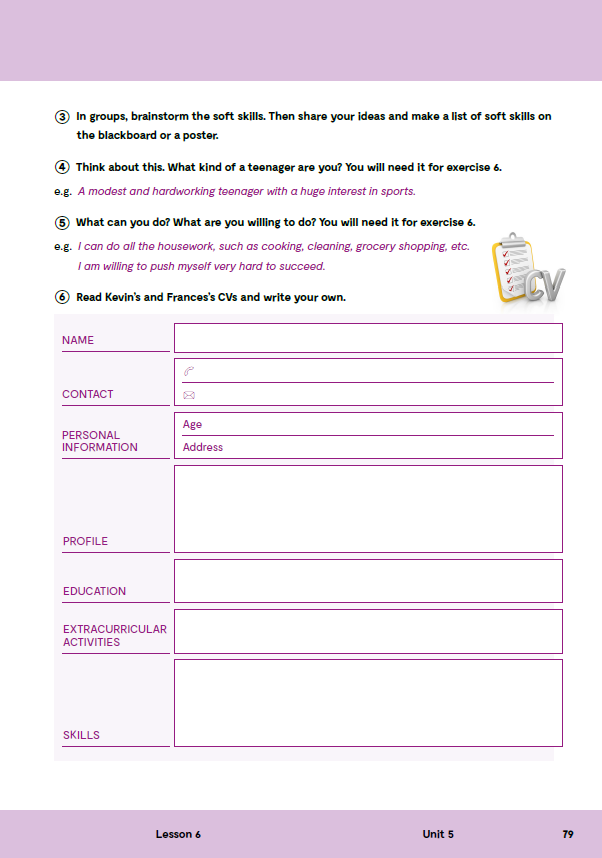 3 In groups, brainstorm the soft skills. Then share your ideas and make a list of soft skills on
the blackboard or a poster.
4 Think about this. What kind of a teenager are you? You will need it for exercise 6.
e.g. A modest and hardworking teenager with a huge interest in sports.
5 What can you do? What are you willing to do? You will need it for exercise 6.
e.g. I can do all the housework, such as cooking, cleaning, grocery shopping, etc.
I am willing to push myself very hard to succeed.
CV
6 Read Kevin's and Frances's CVs and write your own.
NAME
CONTACT
PERSONAL
INFORMATION
Age
Address
PROFILE
EDUCATION
EXTRACURRICULAR
ACTIVITIES
SKILLS
Lesson 6 Unit 5 79